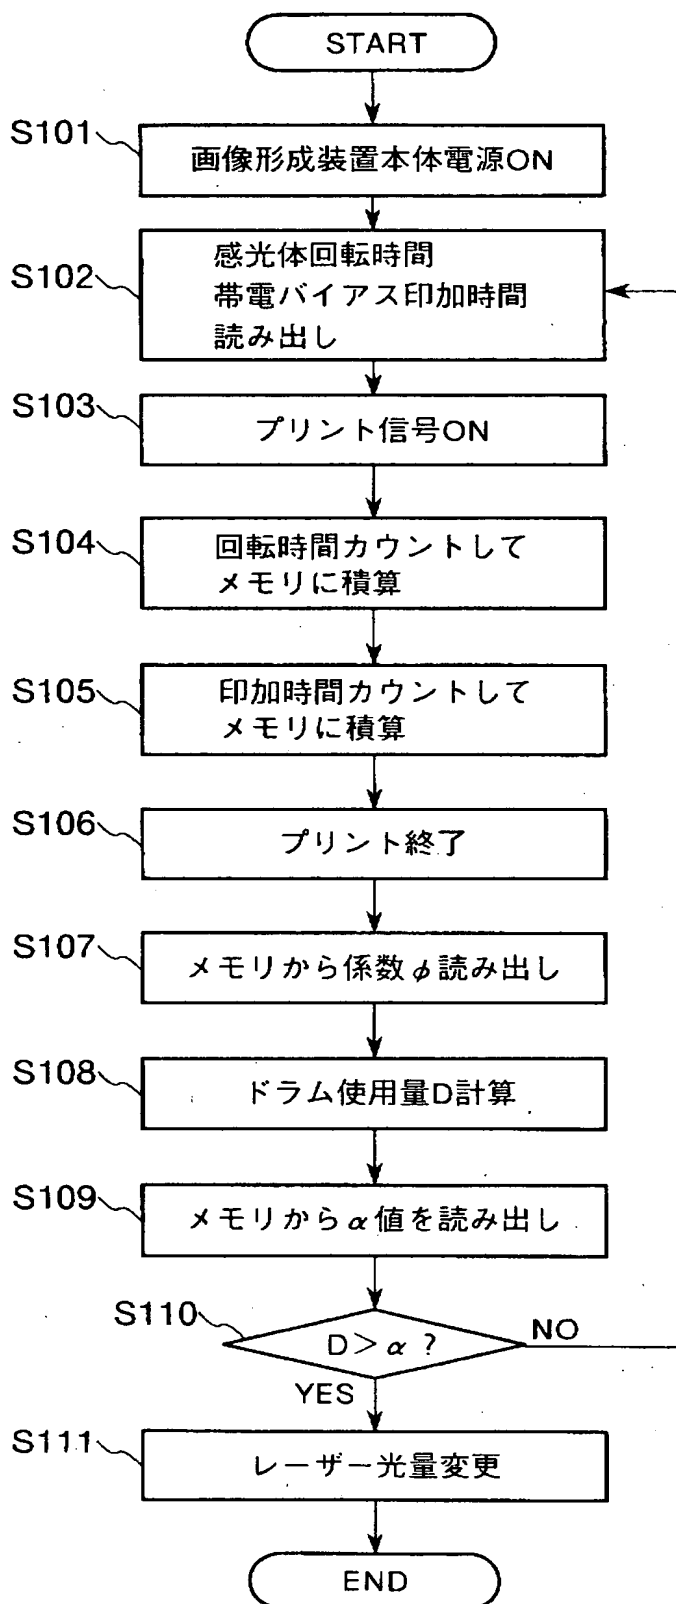 START
S101
画像形成装置本体電源ON
S102
感光体回転時間
帯電バイアス印加時間
読み出し
S103
プリント信号ON
S104
回転時間カウントして
メモリに積算
S105
印加時間カウントして
メモリに積算
S106
プリント終了
S107
メモリから係数φ読み出し
S108
ドラム使用量D計算
S109
メモリからα値を読み出し
S110
D>α?
NO
YES
S111
レーザー光量変更
END